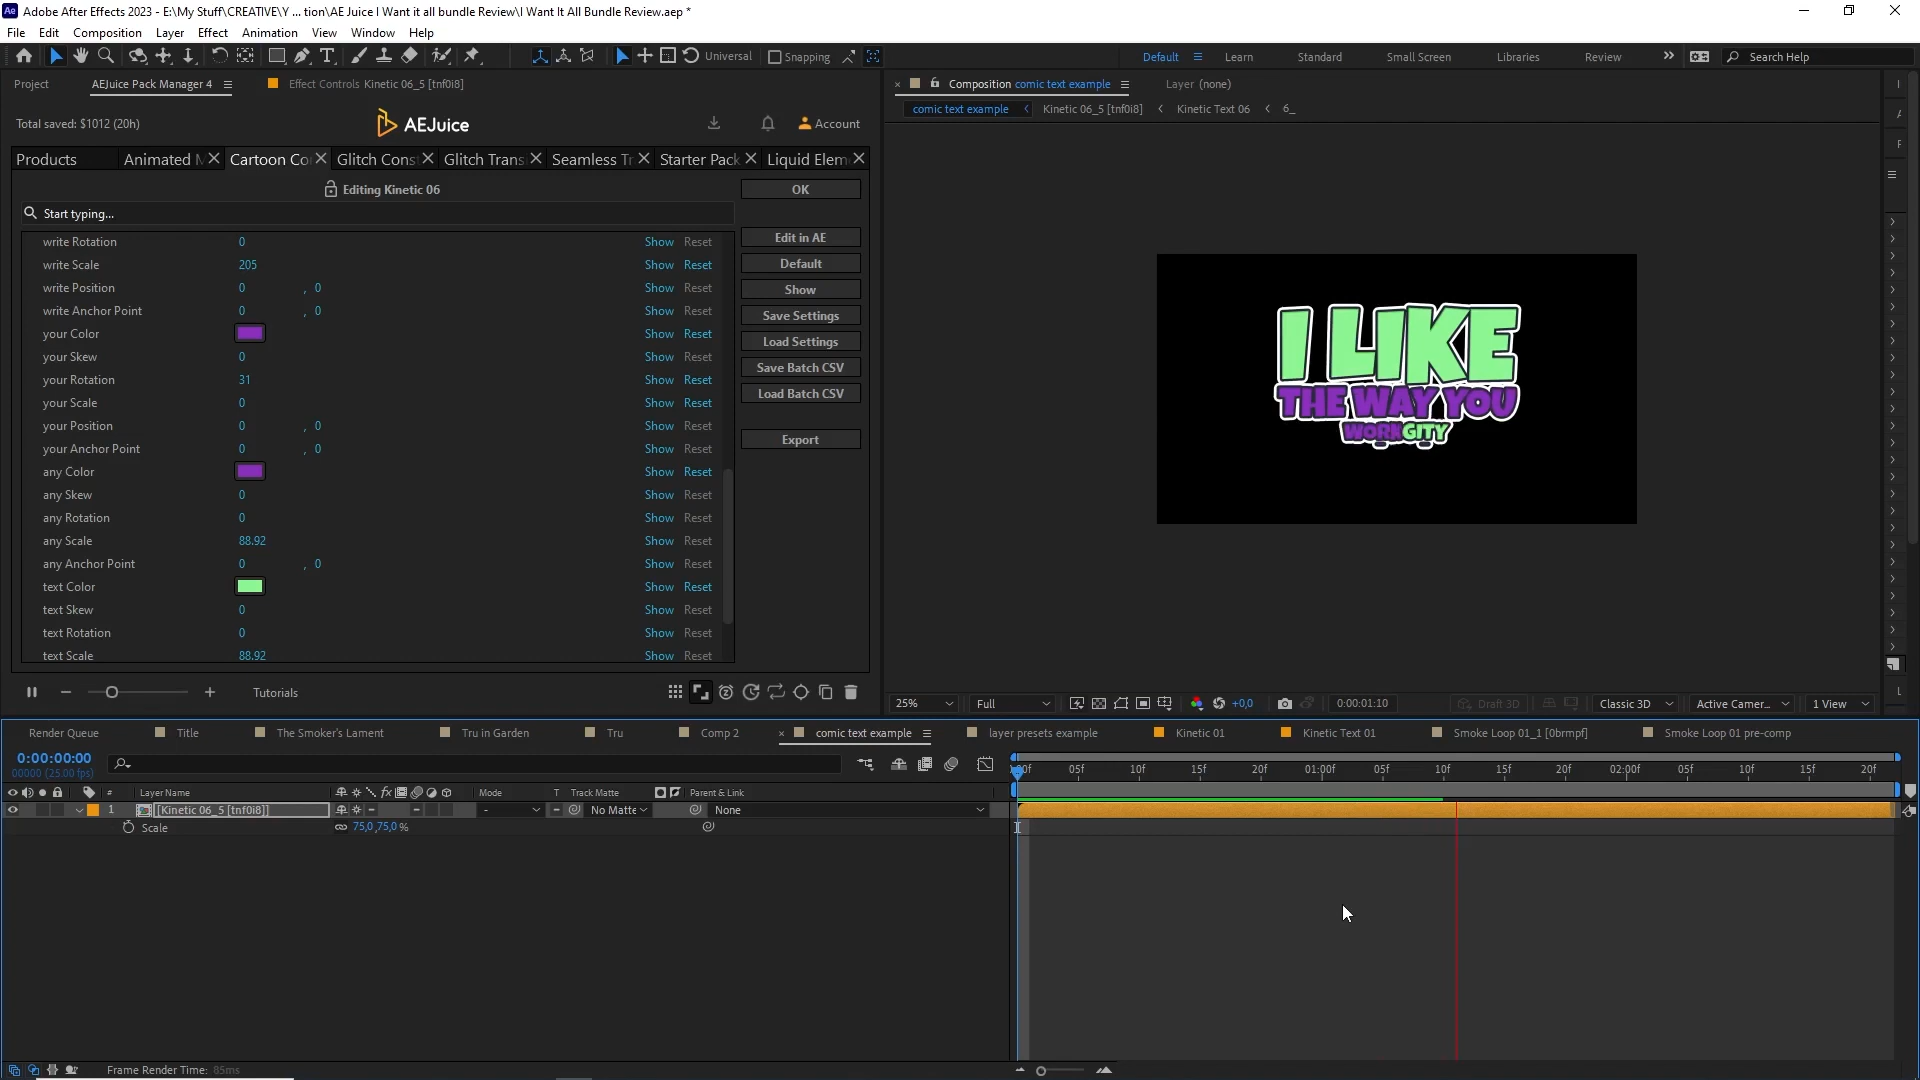 Ae Adobe After Effects 2023 - E:\My Stuff\CREATIVE\Y ... tion\AE Juice I Want it all bundle Review\I Want It All Bundle Review.aep *
File Edit Composition Layer Effect Animation View Window Help
Universal Snapping Default Learn Standard Small Screen Libraries Review Search Help
Project AEJuice Pack Manager 4 Effect Controls Kinetic 06_5 [tnf0i8] Composition comic text example Layer (none)
comic text example Kinetic 06_5 [tnf0i8] Kinetic Text 06 6_
Total saved: $1012 (20h) AEJuice Account
Products Animated M Cartoon Co Glitch Const Glitch Trans Seamless Tr Starter Pack Liquid Elem
Editing Kinetic 06 OK
Start typing...
write Rotation 0 Show Reset Edit in AE
write Scale 205 Show Reset Default
write Position 0 , 0 Show Reset Show
write Anchor Point 0 , 0 Show Reset Save Settings
your Color Show Reset Load Settings
your Skew 0 Show Reset Save Batch CSV
your Rotation 31 Show Reset Load Batch CSV
your Scale 0 Show Reset
your Position 0 , 0 Show Reset Export
your Anchor Point 0 , 0 Show Reset
any Color Show Reset
any Skew 0 Show Reset
any Rotation 0 Show Reset
any Scale 88.92 Show Reset
any Anchor Point 0 , 0 Show Reset
text Color Show Reset
text Skew 0 Show Reset
text Rotation 0 Show Reset
text Scale 88.92 Show Reset
I LIKE
THE WAY YOU
WORNGITY
Tutorials
25% Full +0,0 0:00:01:10 Draft 3D Classic 3D Active Camer... 1 View
Render Queue Title The Smoker's Lament Tru in Garden Tru Comp 2 comic text example layer presets example Kinetic 01 Kinetic Text 01 Smoke Loop 01_1 [0brmpf] Smoke Loop 01 pre-comp
0:00:00:00
00000 (25.00 fps)
05f 10f 15f 20f 01:00f 05f 10f 15f 20f 02:00f 05f 10f 15f 20f
# Layer Name Mode T Track Matte Parent & Link
1 [Kinetic 06_5 [tnf0i8]] - No Matte None
Scale 75,0,75,0 %
Frame Render Time: 85ms